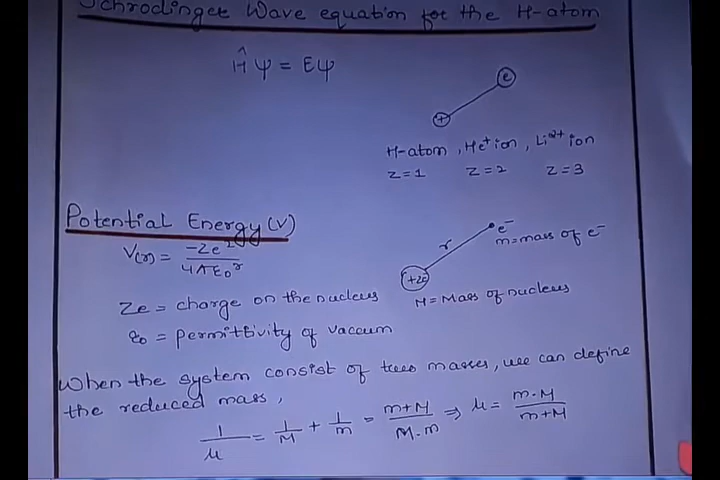 Schrodinger Wave equation for the H-atom
Ĥψ = Eψ
e
+
H-atom, He⁺ ion, Li²⁺ ion
Z=1 Z=2 Z=3
Potential Energy (V)
V(r) = -Ze²/4πε₀r
r
e⁻
m=mass of e⁻
+Ze
M = Mass of nucleus
Ze = charge on the nucleus
ε₀ = permittivity of vaccum
When the system consist of two masses, we can define
the reduced mass,
1/μ = 1/M + 1/m = m+M/M.m ⇒ μ = m.M/m+M